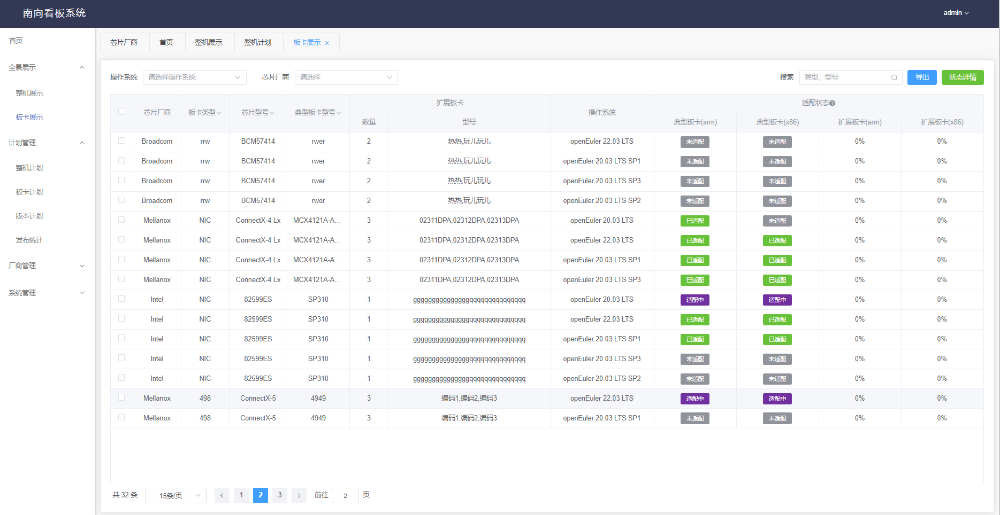 南向看板系统
admin
首页
全景展示
整机展示
板卡展示
计划管理
整机计划
板卡计划
版本计划
发布统计
厂商管理
系统管理
芯片厂商 首页 整机展示 整机计划 板卡展示
操作系统 请选择操作系统 芯片厂商 请选择 搜索 类型、型号 导出 状态详情
芯片厂商 板卡类型 芯片型号 典型板卡型号 扩展板卡 操作系统 适配状态
数量 型号 典型板卡(arm) 典型板卡(x86) 扩展板卡(arm) 扩展板卡(x86)
Broadcom rrw BCM57414 rwer 2 热热,玩儿玩儿 openEuler 22.03 LTS 未适配 未适配 0% 0%
Broadcom rrw BCM57414 rwer 2 热热,玩儿玩儿 openEuler 20.03 LTS SP1 未适配 未适配 0% 0%
Broadcom rrw BCM57414 rwer 2 热热,玩儿玩儿 openEuler 20.03 LTS SP3 未适配 未适配 0% 0%
Broadcom rrw BCM57414 rwer 2 热热,玩儿玩儿 openEuler 20.03 LTS SP2 未适配 未适配 0% 0%
Mellanox NIC ConnectX-4 Lx MCX4121A-A... 3 02311DPA,02312DPA,02313DPA openEuler 20.03 LTS 已适配 未适配 0% 0%
Mellanox NIC ConnectX-4 Lx MCX4121A-A... 3 02311DPA,02312DPA,02313DPA openEuler 22.03 LTS 已适配 已适配 0% 0%
Mellanox NIC ConnectX-4 Lx MCX4121A-A... 3 02311DPA,02312DPA,02313DPA openEuler 20.03 LTS SP1 已适配 已适配 0% 0%
Mellanox NIC ConnectX-4 Lx MCX4121A-A... 3 02311DPA,02312DPA,02313DPA openEuler 20.03 LTS SP3 已适配 已适配 0% 0%
Intel NIC 82599ES SP310 1 gggggggggggggggqqqqqqqqqqqqqqq openEuler 20.03 LTS 适配中 适配中 0% 0%
Intel NIC 82599ES SP310 1 gggggggggggggggqqqqqqqqqqqqqqq openEuler 22.03 LTS 已适配 已适配 0% 0%
Intel NIC 82599ES SP310 1 gggggggggggggggqqqqqqqqqqqqqqq openEuler 20.03 LTS SP1 已适配 已适配 0% 0%
Intel NIC 82599ES SP310 1 gggggggggggggggqqqqqqqqqqqqqqq openEuler 20.03 LTS SP3 未适配 未适配 0% 0%
Intel NIC 82599ES SP310 1 gggggggggggggggqqqqqqqqqqqqqqq openEuler 20.03 LTS SP2 未适配 未适配 0% 0%
Mellanox 498 ConnectX-5 4949 3 编码1,编码2,编码3 openEuler 22.03 LTS 适配中 适配中 0% 0%
Mellanox 498 ConnectX-5 4949 3 编码1,编码2,编码3 openEuler 20.03 LTS SP1 未适配 未适配 0% 0%
共 32 条 15条/页 1 2 3 前往 2 页